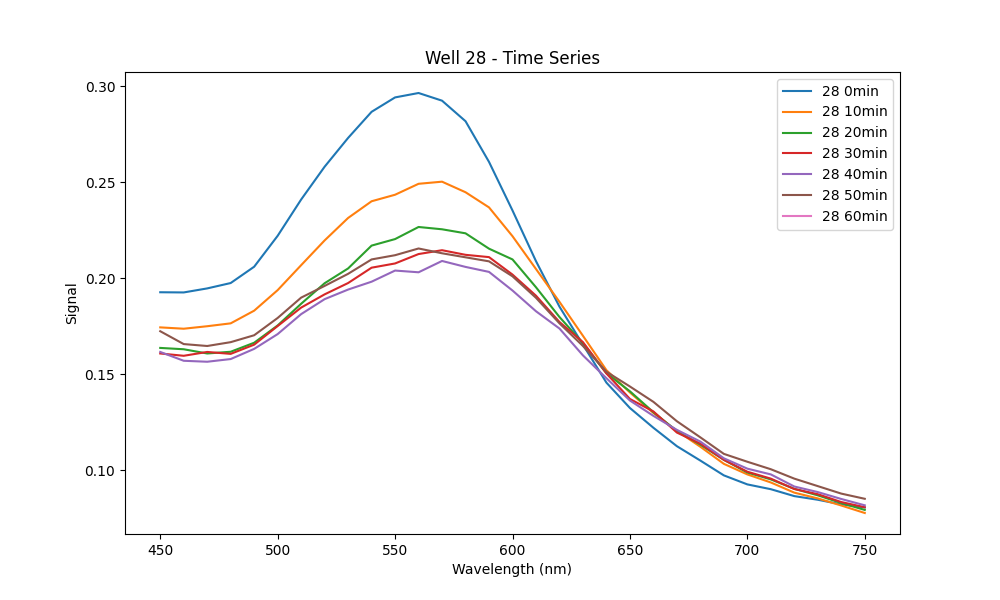 Well 28 - Time Series
Signal
0.30
0.25
0.20
0.15
0.10
28 0min
28 10min
28 20min
28 30min
28 40min
28 50min
28 60min
450 500 550 600 650 700 750
Wavelength (nm)